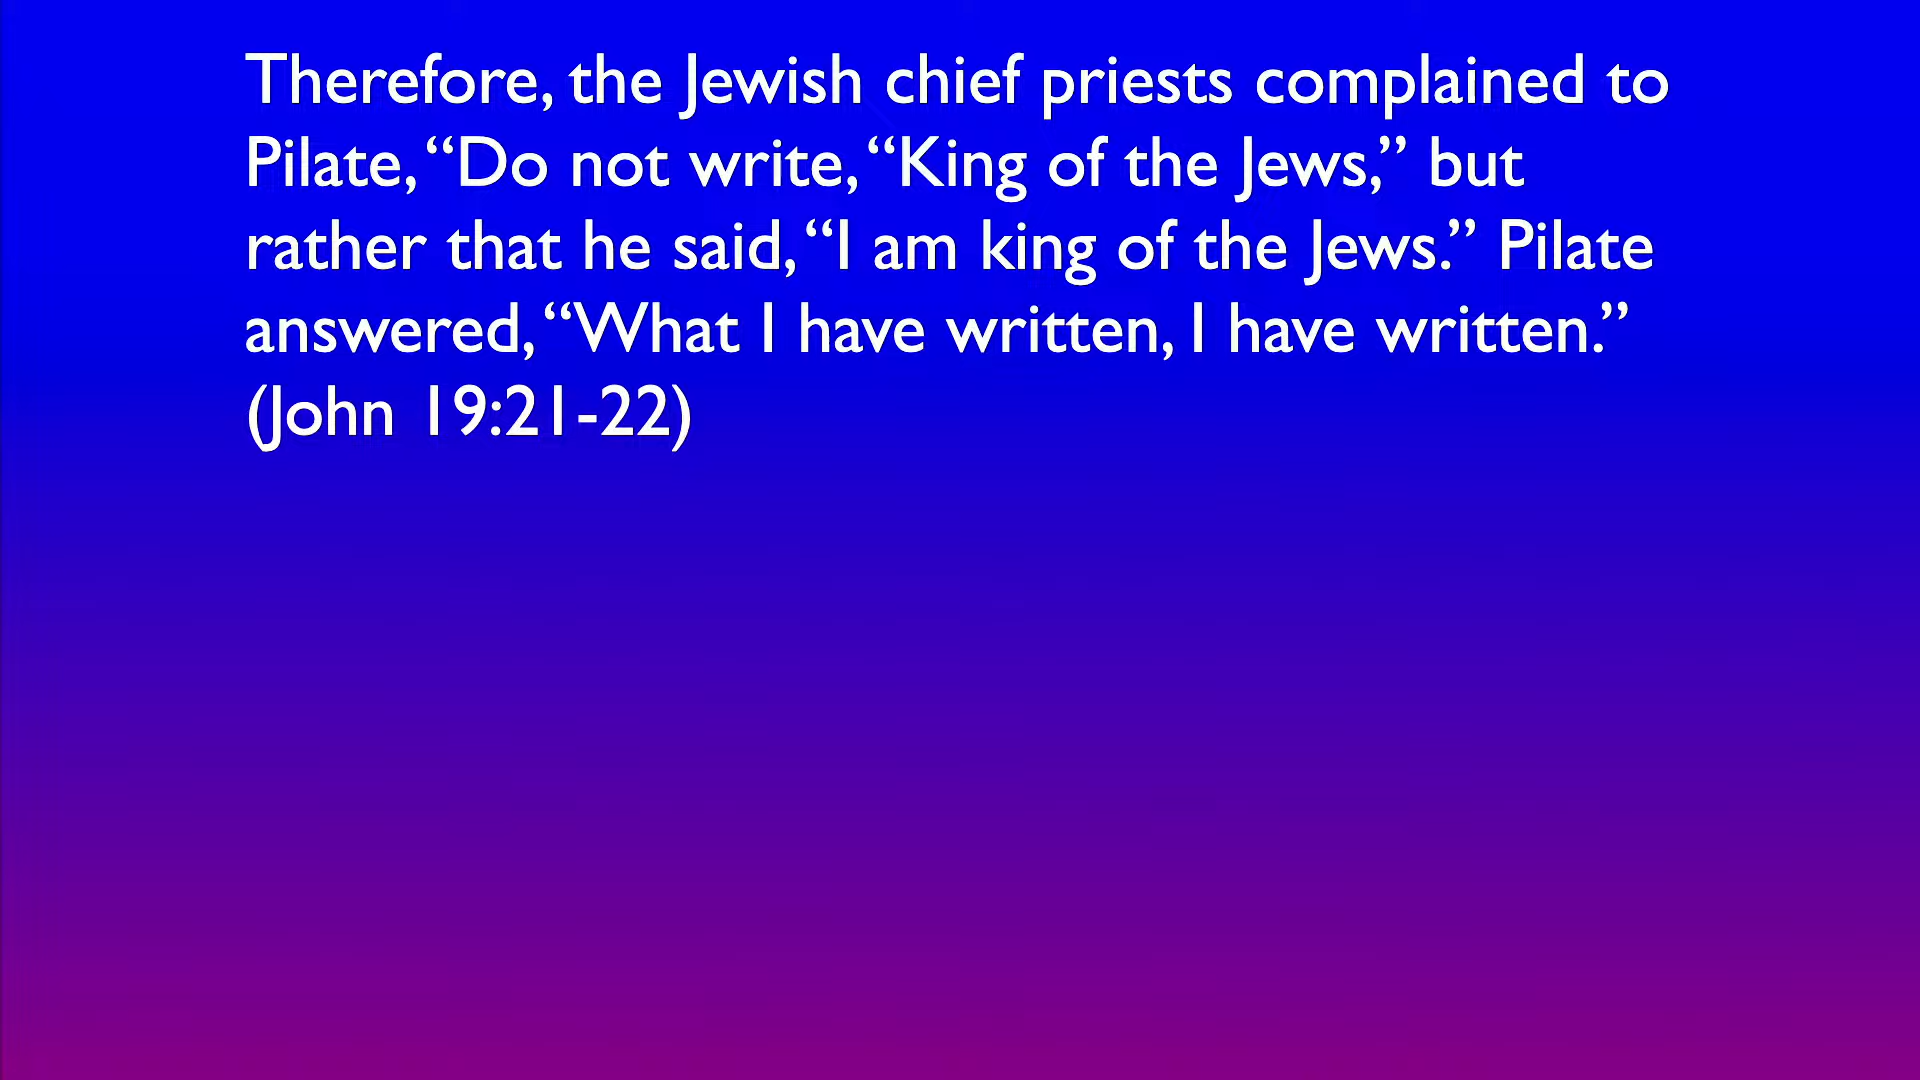 Therefore, the Jewish chief priests complained to
Pilate, “Do not write, “King of the Jews,” but
rather that he said, “I am king of the Jews.” Pilate
answered, “What I have written, I have written.”
(John 19:21-22)